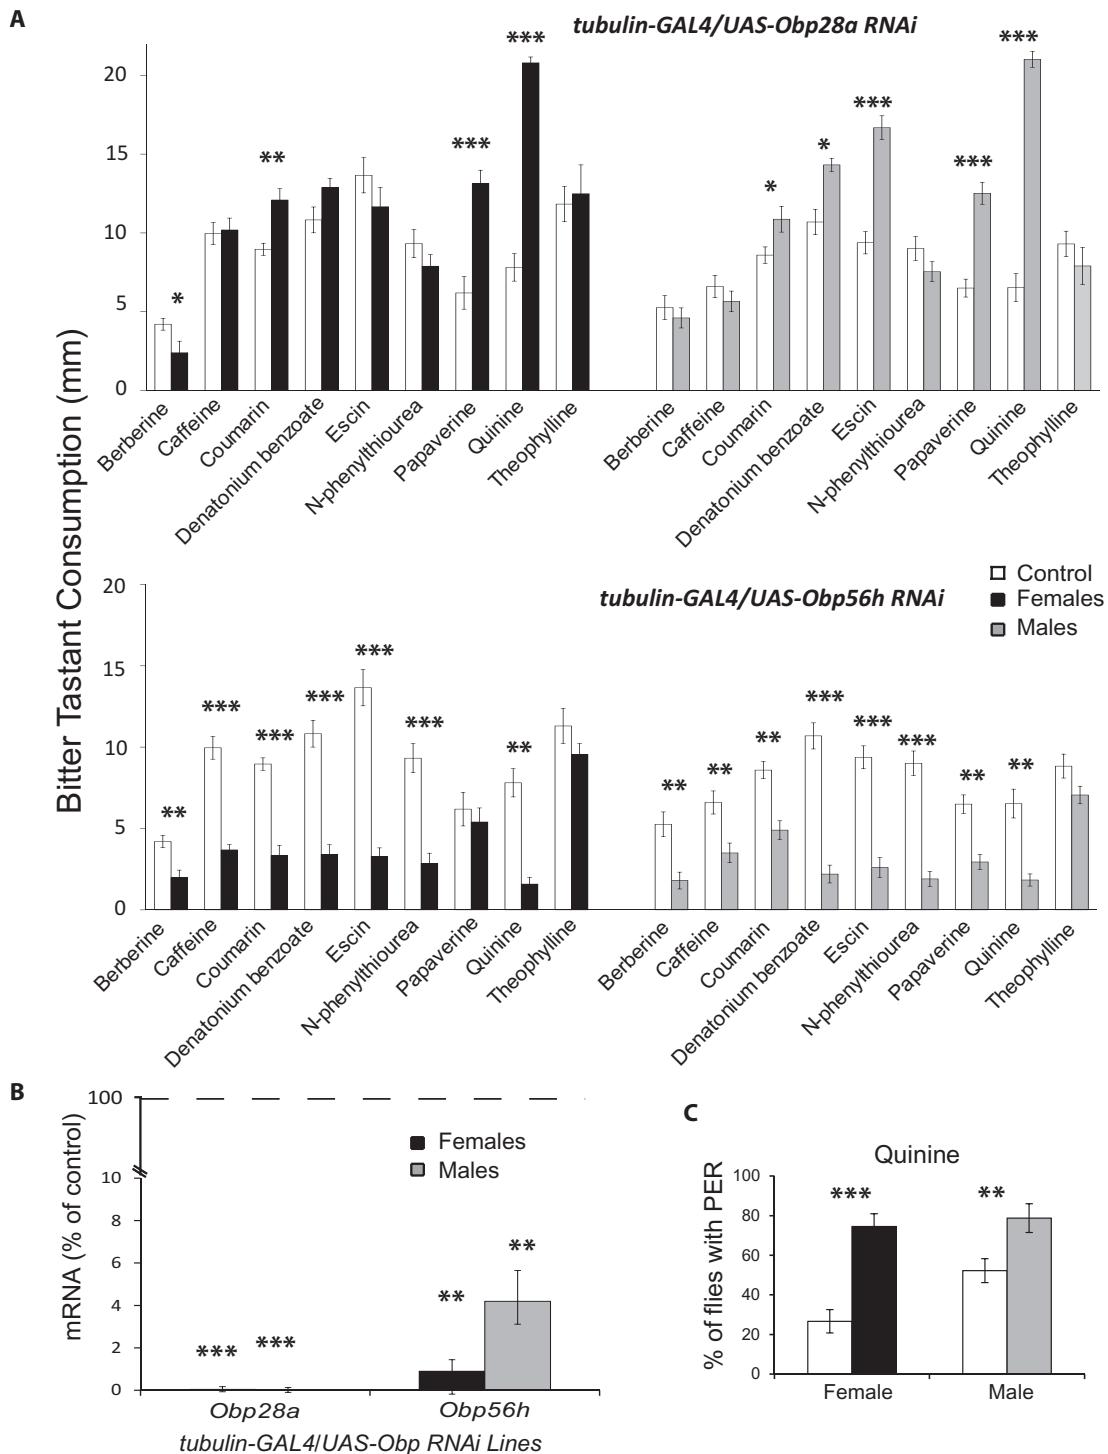 A
tubulin-GAL4/UAS-Obp28a RNAi
Bitter Tastant Consumption (mm)
20
15
10
5
0
* ** *** ***
* * *** *** ***
Berberine
Caffeine
Coumarin
Denatonium benzoate
Escin
N-phenylthiourea
Papaverine
Quinine
Theophylline
Berberine
Caffeine
Coumarin
Denatonium benzoate
Escin
N-phenylthiourea
Papaverine
Quinine
Theophylline
Control
Females
Males
tubulin-GAL4/UAS-Obp56h RNAi
20
15
10
5
0
** *** *** *** *** *** **
** ** ** *** *** *** ** **
Berberine
Caffeine
Coumarin
Denatonium benzoate
Escin
N-phenylthiourea
Papaverine
Quinine
Theophylline
Berberine
Caffeine
Coumarin
Denatonium benzoate
Escin
N-phenylthiourea
Papaverine
Quinine
Theophylline
B
mRNA (% of control)
100
10
8
6
4
2
0
Females
Males
*** *** ** **
Obp28a
Obp56h
tubulin-GAL4/UAS-Obp RNAi Lines
C
Quinine
% of flies with PER
100
80
60
40
20
0
*** **
Female
Male